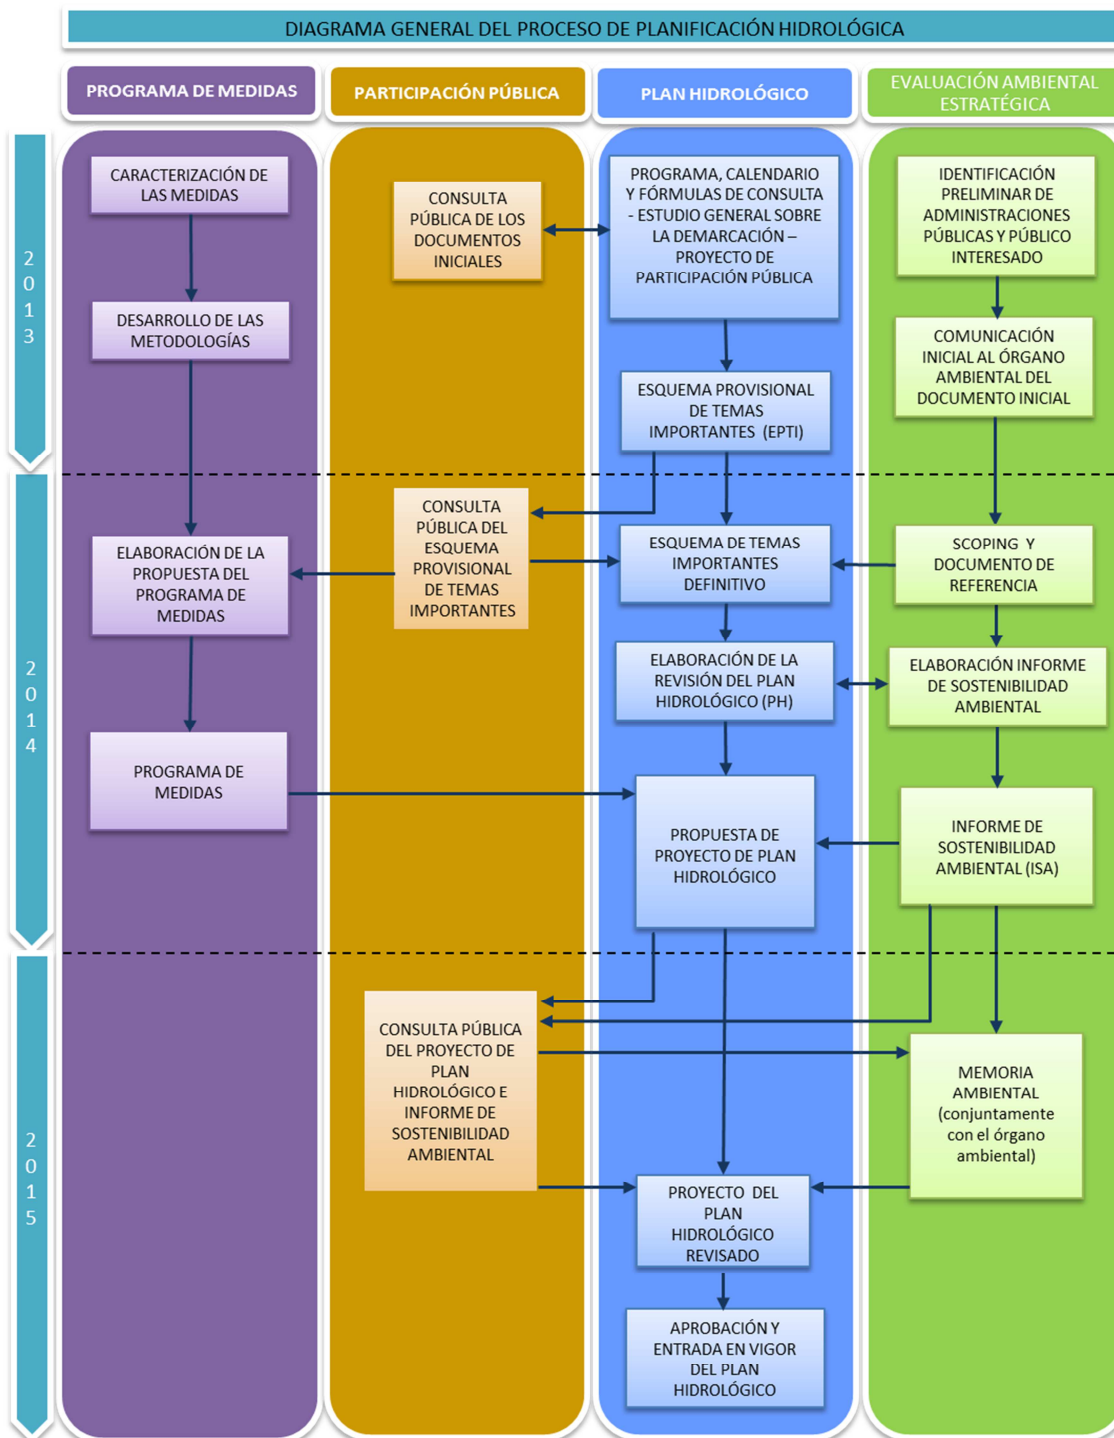 DIAGRAMA GENERAL DEL PROCESO DE PLANIFICACIÓN HIDROLÓGICA
PROGRAMA DE MEDIDAS
PARTICIPACIÓN PÚBLICA
PLAN HIDROLÓGICO
EVALUACIÓN AMBIENTAL
ESTRATÉGICA
2
0
1
3
CARACTERIZACIÓN DE
LAS MEDIDAS
CONSULTA
PÚBLICA DE LOS
DOCUMENTOS
INICIALES
PROGRAMA, CALENDARIO
Y FÓRMULAS DE CONSULTA
- ESTUDIO GENERAL SOBRE
LA DEMARCACIÓN –
PROYECTO DE
PARTICIPACIÓN PÚBLICA
IDENTIFICACIÓN
PRELIMINAR DE
ADMINISTRACIONES
PÚBLICAS Y PÚBLICO
INTERESADO
DESARROLLO DE LAS
METODOLOGÍAS
COMUNICACIÓN
INICIAL AL ÓRGANO
AMBIENTAL DEL
DOCUMENTO INICIAL
ESQUEMA PROVISIONAL
DE TEMAS
IMPORTANTES (EPTI)
2
0
1
4
CONSULTA
PÚBLICA DEL
ESQUEMA
PROVISIONAL
DE TEMAS
IMPORTANTES
ELABORACIÓN DE LA
PROPUESTA DEL
PROGRAMA DE
MEDIDAS
ESQUEMA DE TEMAS
IMPORTANTES
DEFINITIVO
SCOPING Y
DOCUMENTO DE
REFERENCIA
ELABORACIÓN DE LA
REVISIÓN DEL PLAN
HIDROLÓGICO (PH)
ELABORACIÓN INFORME
DE SOSTENIBILIDAD
AMBIENTAL
PROGRAMA DE
MEDIDAS
PROPUESTA DE
PROYECTO DE PLAN
HIDROLÓGICO
INFORME DE
SOSTENIBILIDAD
AMBIENTAL (ISA)
2
0
1
5
CONSULTA PÚBLICA
DEL PROYECTO DE
PLAN
HIDROLÓGICO E
INFORME DE
SOSTENIBILIDAD
AMBIENTAL
MEMORIA
AMBIENTAL
(conjuntamente
con el órgano
ambiental)
PROYECTO DEL
PLAN
HIDROLÓGICO
REVISADO
APROBACIÓN Y
ENTRADA EN VIGOR
DEL PLAN
HIDROLÓGICO